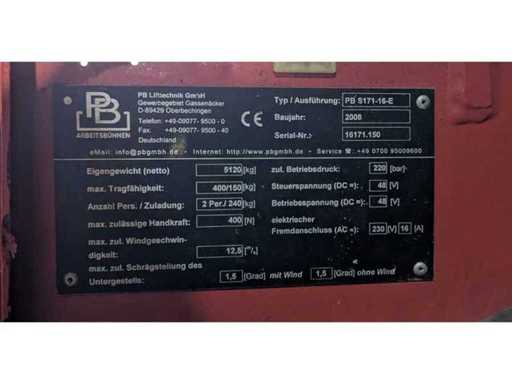 PB
ARBEITSBÜHNEN
PB Lifttechnik GmbH
Gewerbegebiet Gassenäcker
D-89429 Oberbechingen
Telefon: +49-09077- 9500 - 0
Fax. +49-09077- 9500 - 40
Deutschland
CE
Typ / Ausführung: PB S171-16-E
Baujahr: 2008
Serial-Nr.: 16171.150
eMail: info@pbgmbh.de - Internet: http://www.pbgmbh.de - Service ☎: +49 0700 95009600
Eigengewicht (netto) 5120 [kg]
max. Tragfähigkeit: 400/150 [kg]
Anzahl Pers. / Zuladung: 2 Per./ 240 [kg]
max. zulässige Handkraft: 400 [N]
max. zul. Windgeschwin-
digkeit: 12,5 [m/s]
max. zul. Schrägstellung des
Untergestells: 1,5 [Grad] mit Wind 1,5 [Grad] ohne Wind
zul. Betriebsdruck: 220 [bar]
Steuerspannung (DC =): 48 [V]
Betriebsspannung (DC =): 48 [V]
elektrischer
Fremdanschluss (AC =): 230 [V] 16 [A]